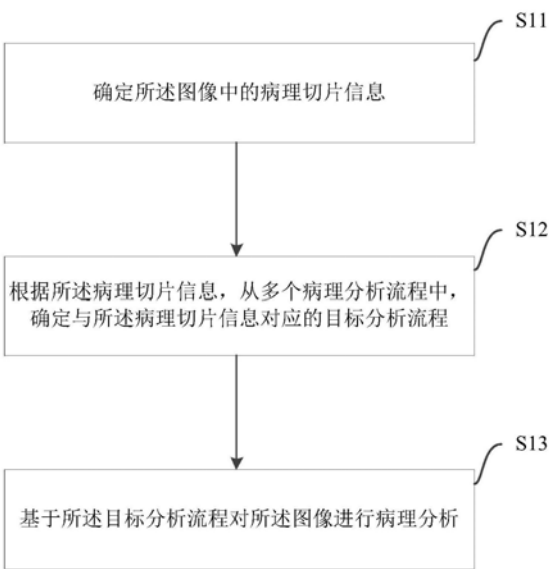 S11
确定所述图像中的病理切片信息
S12
根据所述病理切片信息，从多个病理分析流程中，
确定与所述病理切片信息对应的目标分析流程
S13
基于所述目标分析流程对所述图像进行病理分析